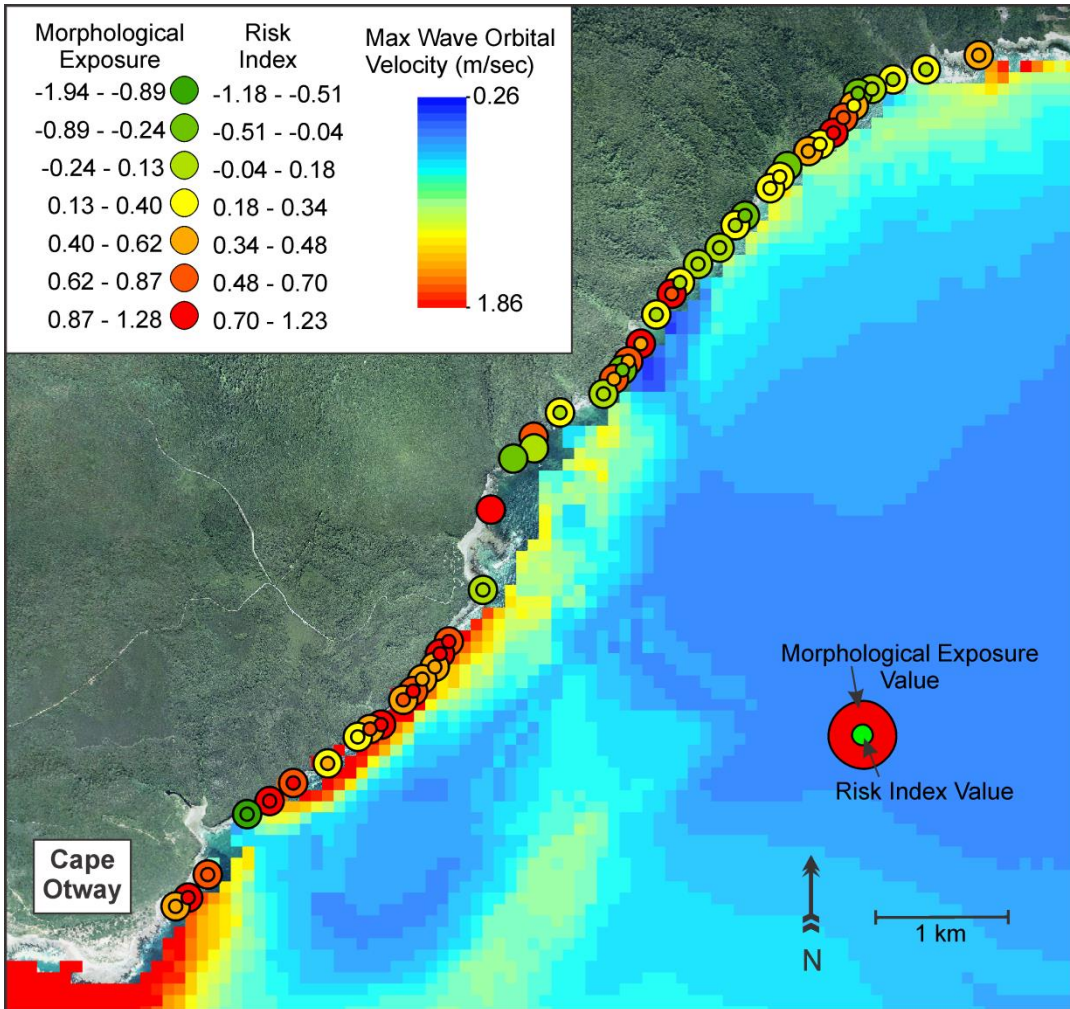 Morphological Exposure
Risk Index
-1.94 - -0.89 -1.18 - -0.51
-0.89 - -0.24 -0.51 - -0.04
-0.24 - 0.13 -0.04 - 0.18
0.13 - 0.40 0.18 - 0.34
0.40 - 0.62 0.34 - 0.48
0.62 - 0.87 0.48 - 0.70
0.87 - 1.28 0.70 - 1.23
Max Wave Orbital
Velocity (m/sec)
0.26
1.86
Morphological Exposure
Value
Risk Index Value
Cape
Otway
N
1 km